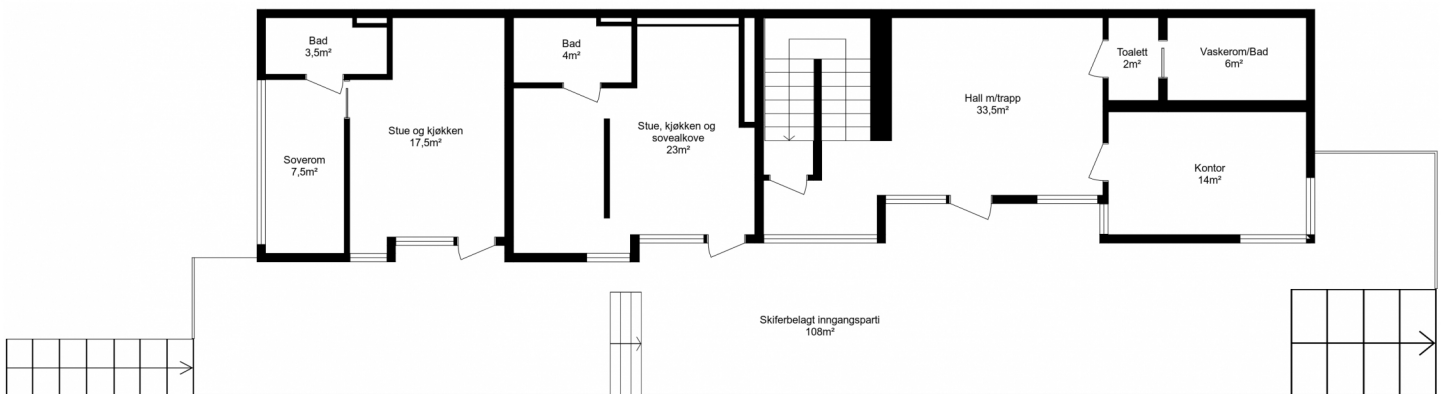 Bad
3,5m²
Bad
4m²
Toalett
2m²
Vaskerom/Bad
6m²
Hall m/trapp
33,5m²
Stue og kjøkken
17,5m²
Stue, kjøkken og
sovealkove
23m²
Soverom
7,5m²
Kontor
14m²
Skiferbelagt inngangsparti
108m²